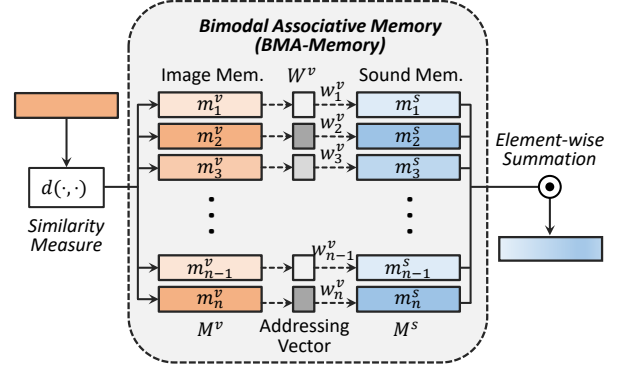 Bimodal Associative Memory
(BMA-Memory)
Image Mem. W^v Sound Mem.
m_1^v w_1^v m_1^s
m_2^v w_2^v m_2^s
m_3^v w_3^v m_3^s
d(·,·)
Similarity
Measure
Element-wise
Summation
m_{n-1}^v w_{n-1}^v m_{n-1}^s
m_n^v w_n^v m_n^s
M^v Addressing M^s
Vector